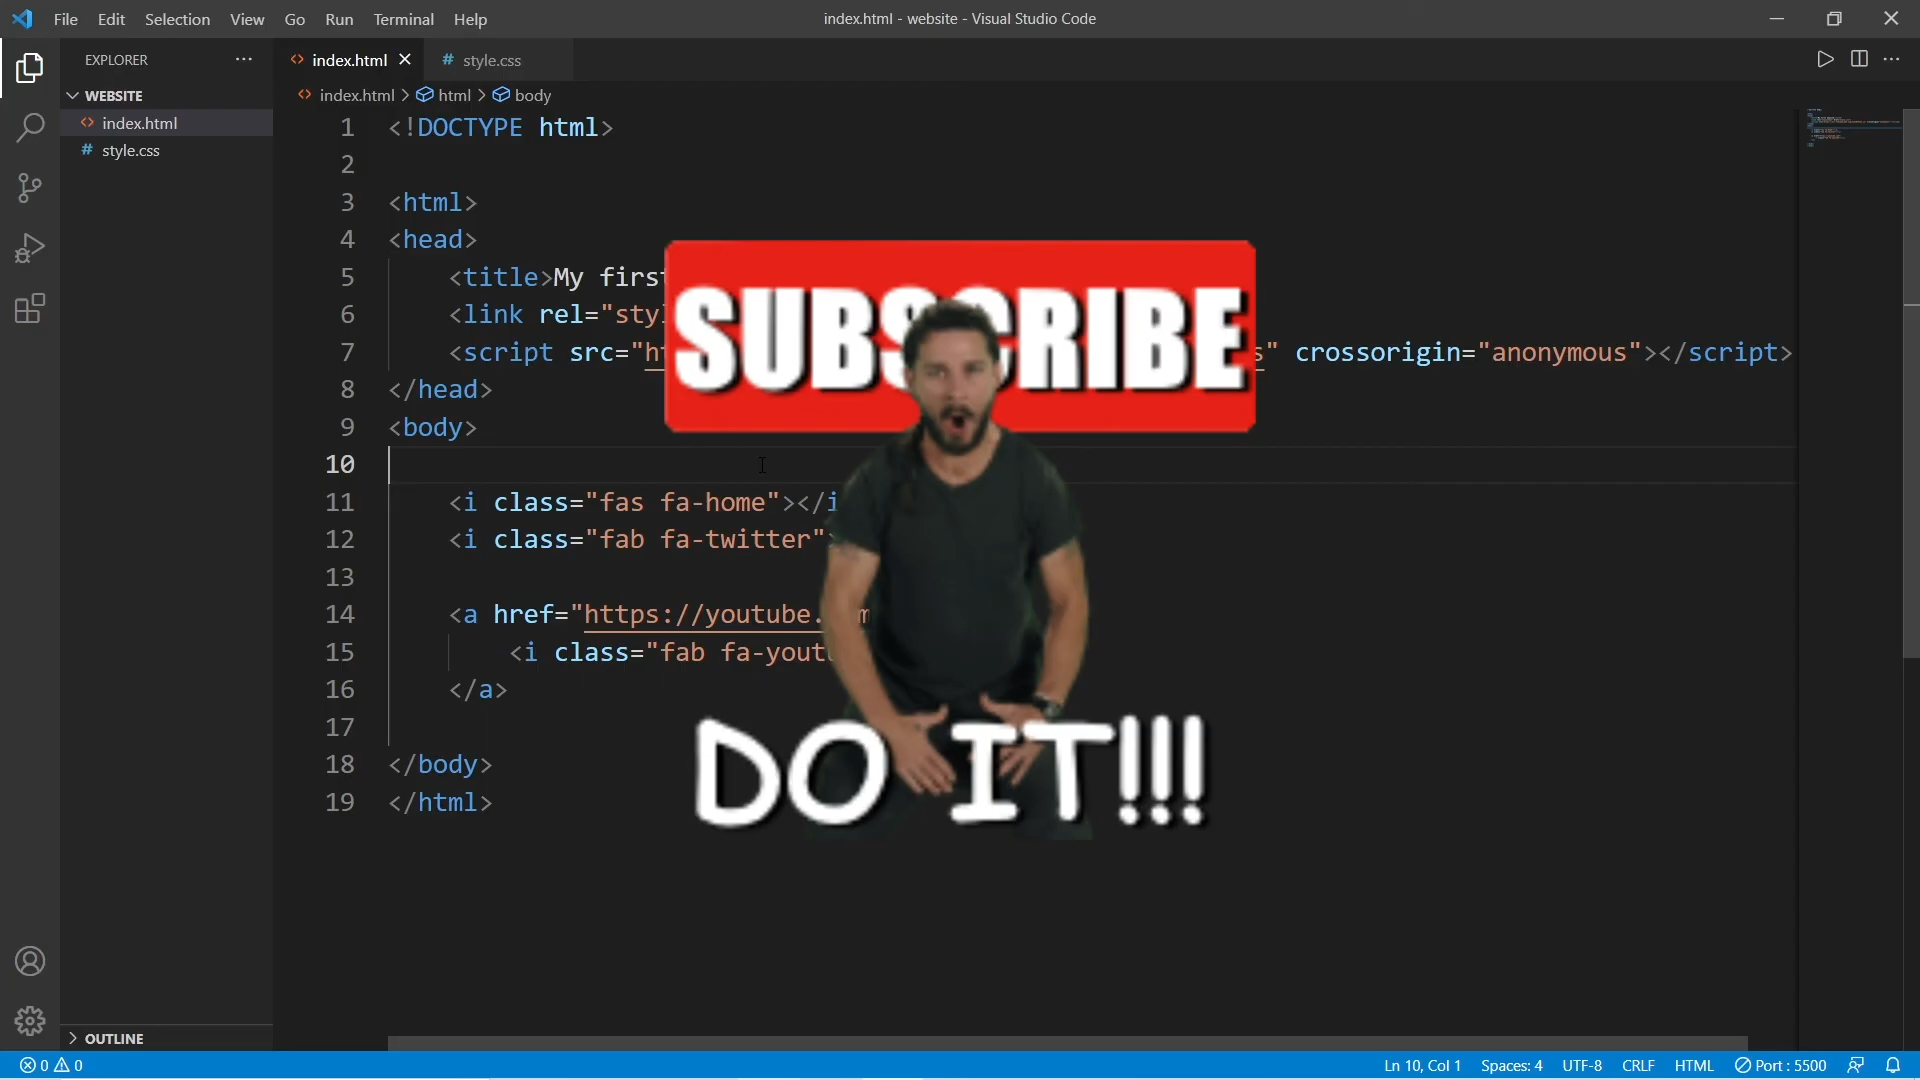 File Edit Selection View Go Run Terminal Help
index.html - website - Visual Studio Code
EXPLORER
WEBSITE
index.html
style.css
OUTLINE
index.html
style.css
index.html > html > body
1 <!DOCTYPE html>
2
3 <html>
4 <head>
5 <title>My first
6 <link rel="styl
7 <script src="ht s" crossorigin="anonymous"></script>
8 </head>
9 <body>
10
11 <i class="fas fa-home"></i
12 <i class="fab fa-twitter">
13
14 <a href="https://youtube. m
15 <i class="fab fa-yout
16 </a>
17
18 </body>
19 </html>
SUBSCRIBE
DO IT!!!
0 0
Ln 10, Col 1 Spaces: 4 UTF-8 CRLF HTML Port : 5500